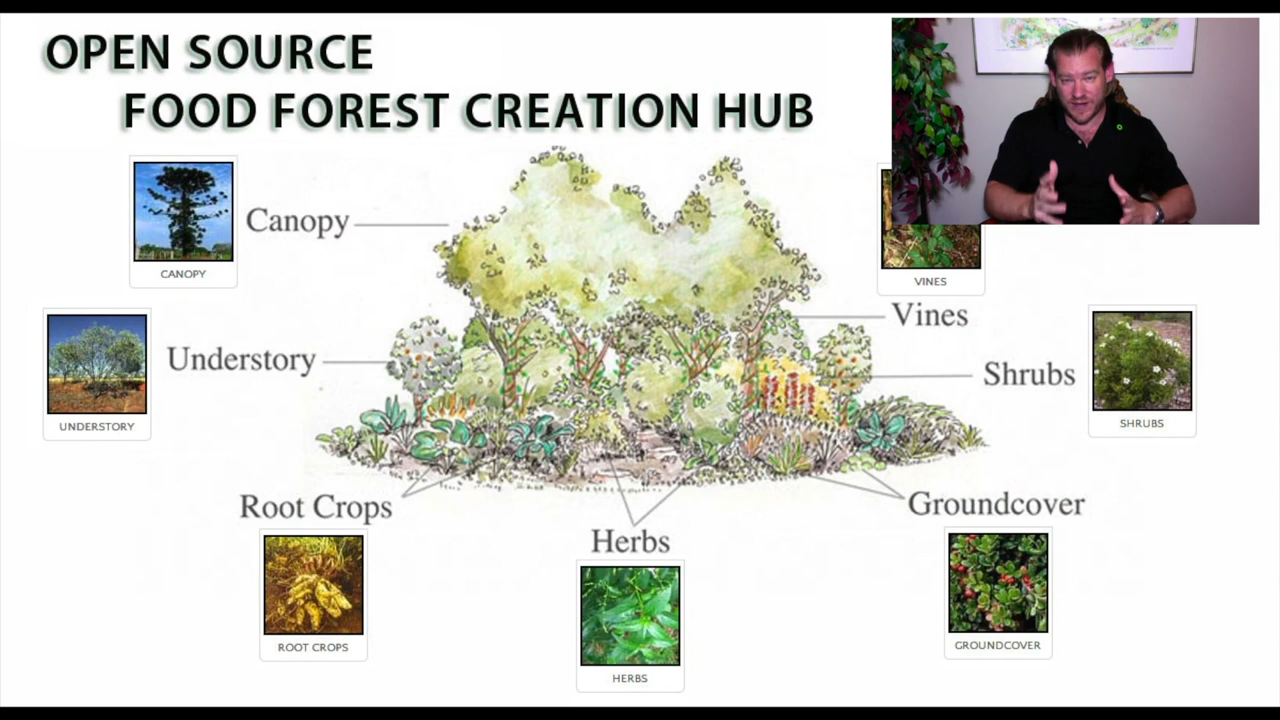 OPEN SOURCE
FOOD FOREST CREATION HUB
Canopy
CANOPY
VINES
Vines
Understory
UNDERSTORY
Shrubs
SHRUBS
Root Crops
ROOT CROPS
Herbs
HERBS
Groundcover
GROUNDCOVER